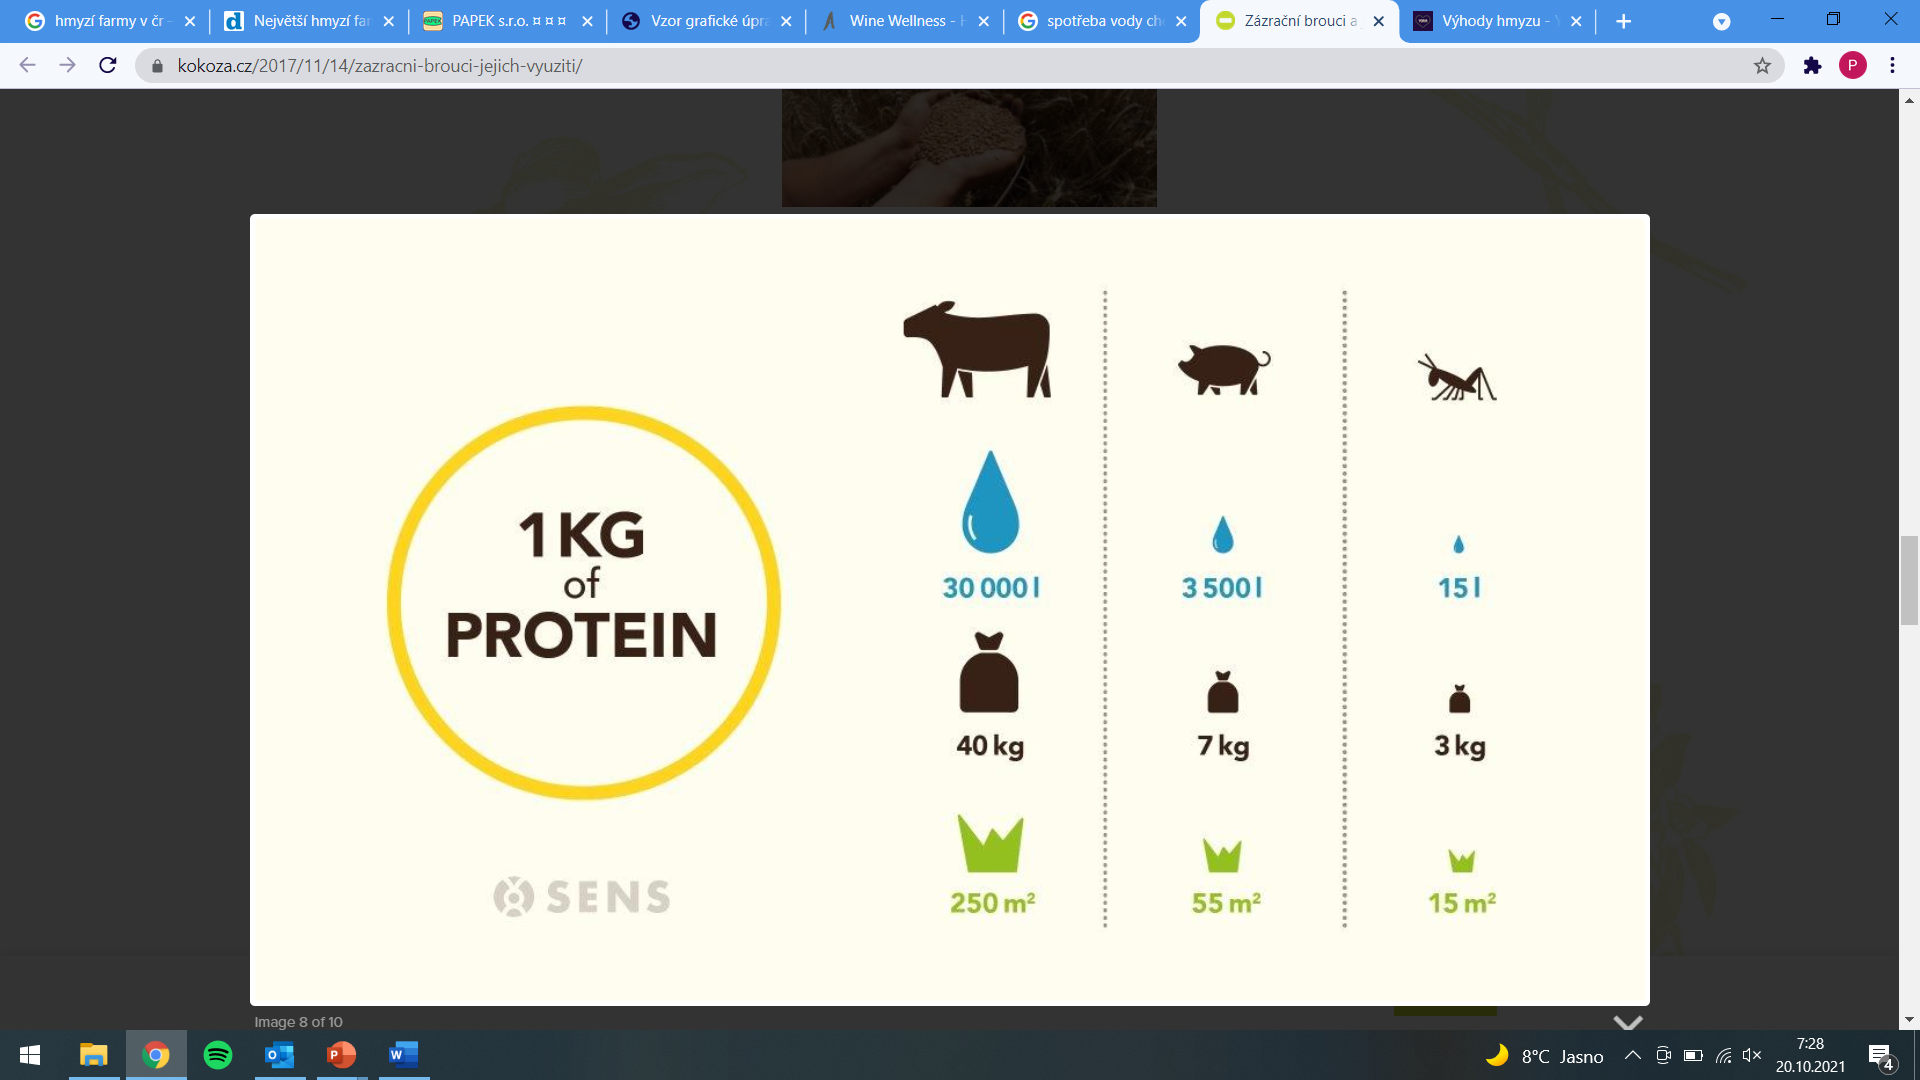 hmyzí farmy v čr -
Největší hmyzí far
PAPEK s.r.o. ¤ ¤ ¤
Vzor grafické úpra
Wine Wellness -
spotřeba vody ch
Zázrační brouci a
Výhody hmyzu -
kokoza.cz/2017/11/14/zazracni-brouci-jejich-vyuziti/
P
1 KG
of
PROTEIN
SENS
30 000 l
3 500 l
15 l
40 kg
7 kg
3 kg
250 m²
55 m²
15 m²
Image 8 of 10
8°C Jasno
7:28
20.10.2021
4